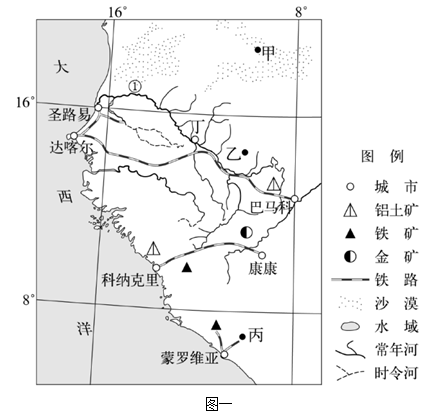 16° 8°
甲
大
①
16°
圣路易
丁
达喀尔
乙
西
巴马科
科纳克里
康康
8°
洋
丙
蒙罗维亚
图 例
城 市
铝土矿
铁 矿
金 矿
铁 路
沙 漠
水 域
常年河
时令河
图一